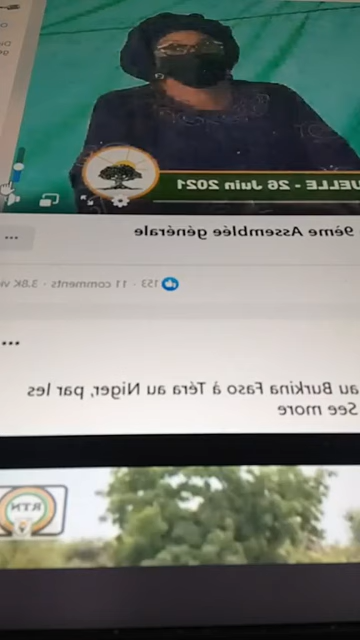 UELLE - 26 Juin 2021
9ème Assemblée générale
...
153 · 11 comments · 3.8K v
...
au Burkina Faso à Téra au Niger, par les
See more
RTN